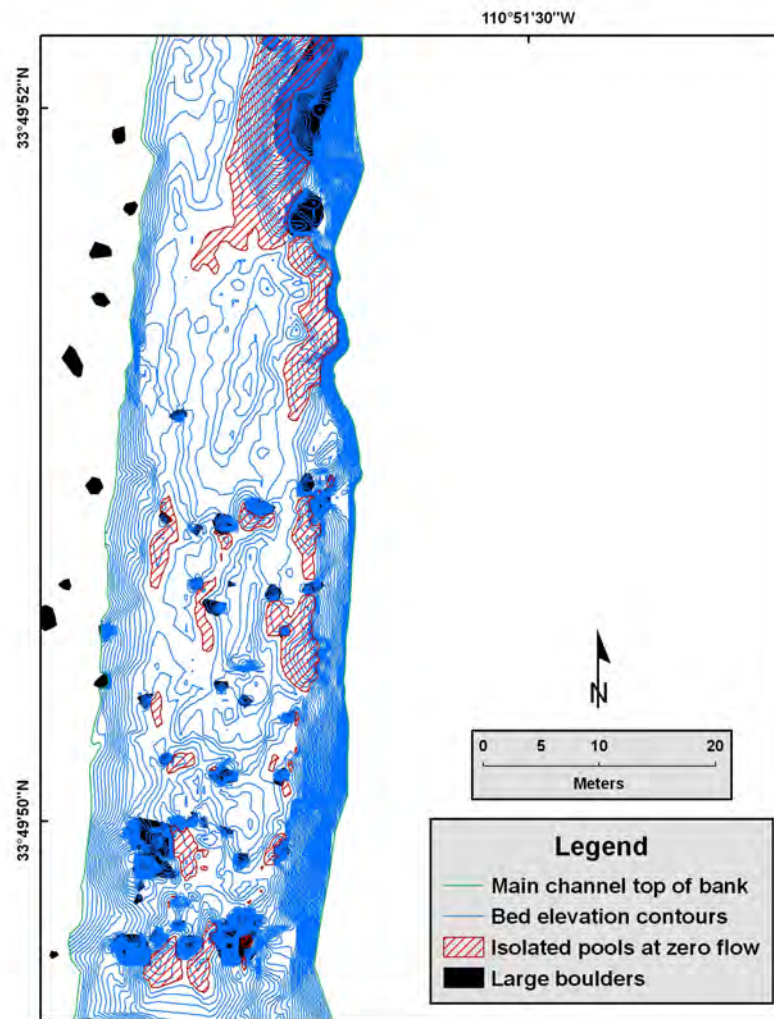 110°51'30"W
33°49'52"N
N
0 5 10 20
Meters
33°49'50"N
Legend
Main channel top of bank
Bed elevation contours
Isolated pools at zero flow
Large boulders